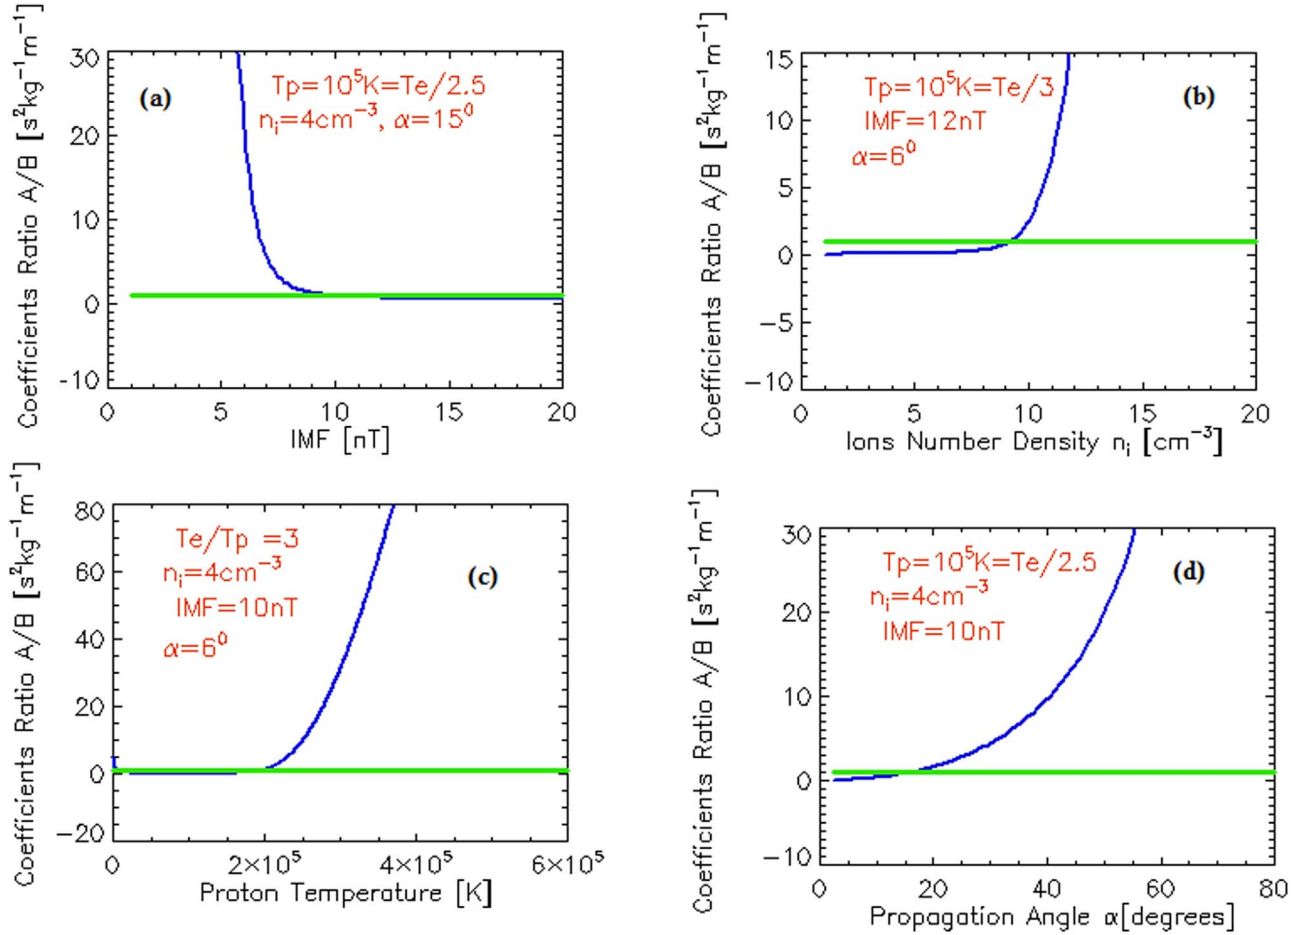 Coefficients Ratio A/B [s²kg⁻¹m⁻¹]
30
20
10
0
-10
(a)
Tp=10⁵K=Te/2.5
nᵢ=4cm⁻³, α=15⁰
0 5 10 15 20
IMF [nT]
Coefficients Ratio A/B [s²kg⁻¹m⁻¹]
15
10
5
0
-5
-10
(b)
Tp=10⁵K=Te/3
IMF=12nT
α=6⁰
0 5 10 15 20
Ions Number Density nᵢ [cm⁻³]
Coefficients Ratio A/B [s²kg⁻¹m⁻¹]
80
60
40
20
0
-20
(c)
Te/Tp =3
nᵢ=4cm⁻³
IMF=10nT
α=6⁰
0 2×10⁵ 4×10⁵ 6×10⁵
Proton Temperature [K]
Coefficients Ratio A/B [s²kg⁻¹m⁻¹]
30
20
10
0
-10
(d)
Tp=10⁵K=Te/2.5
nᵢ=4cm⁻³
IMF=10nT
0 20 40 60 80
Propagation Angle α[degrees]